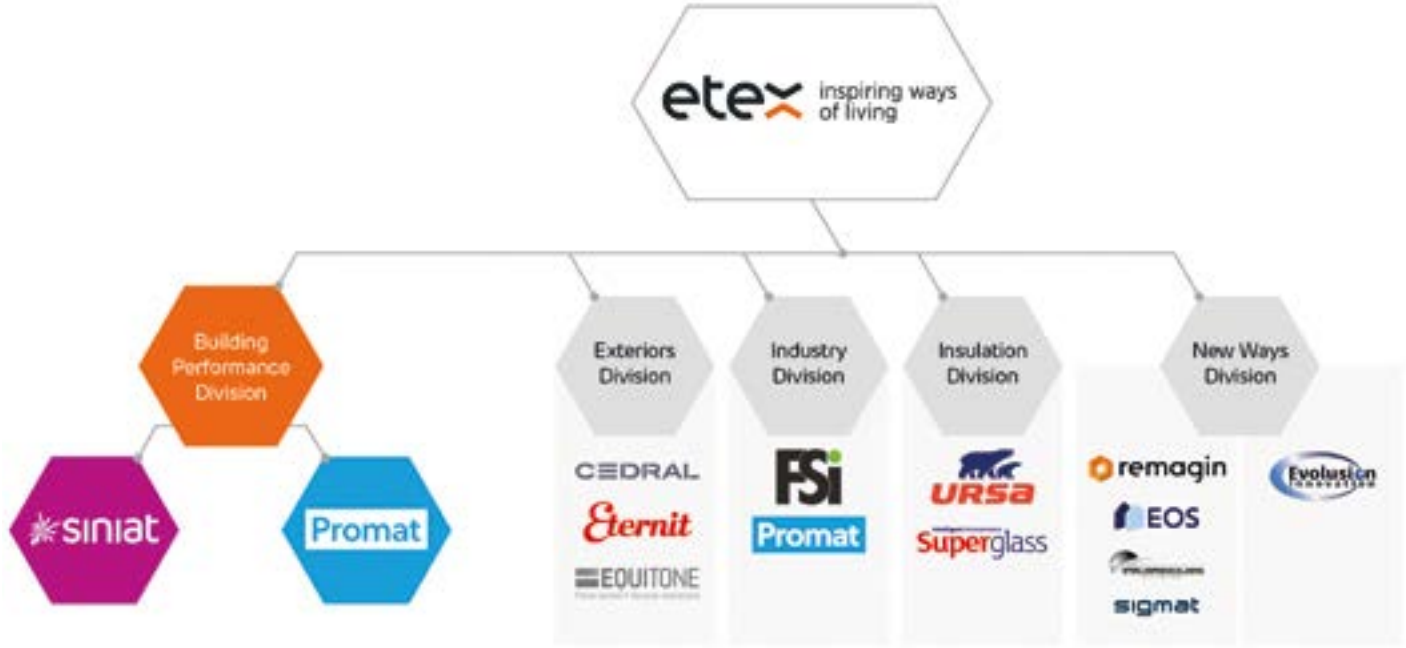 etex inspiring ways
of living
Building
Performance
Division
siniat
Promat
Exteriors
Division
CEDRAL
Eternit
EQUITONE
Industry
Division
FSi
Promat
Insulation
Division
URSA
Superglass
New Ways
Division
remagin
EOS
sigmat
Evolusion
innovation